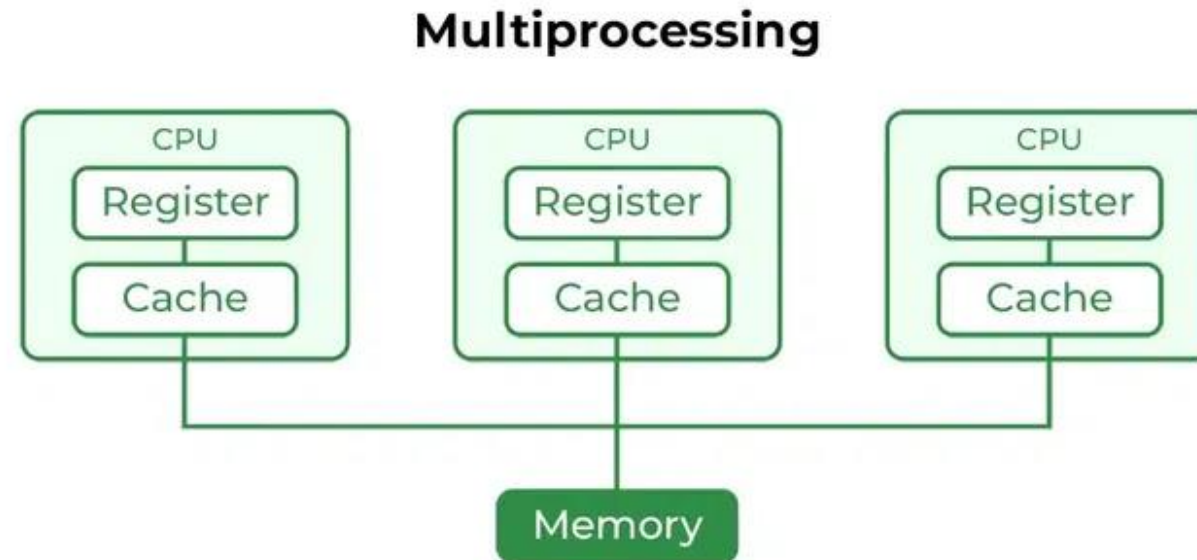 Multiprocessing
CPU
Register
Cache
CPU
Register
Cache
CPU
Register
Cache
Memory